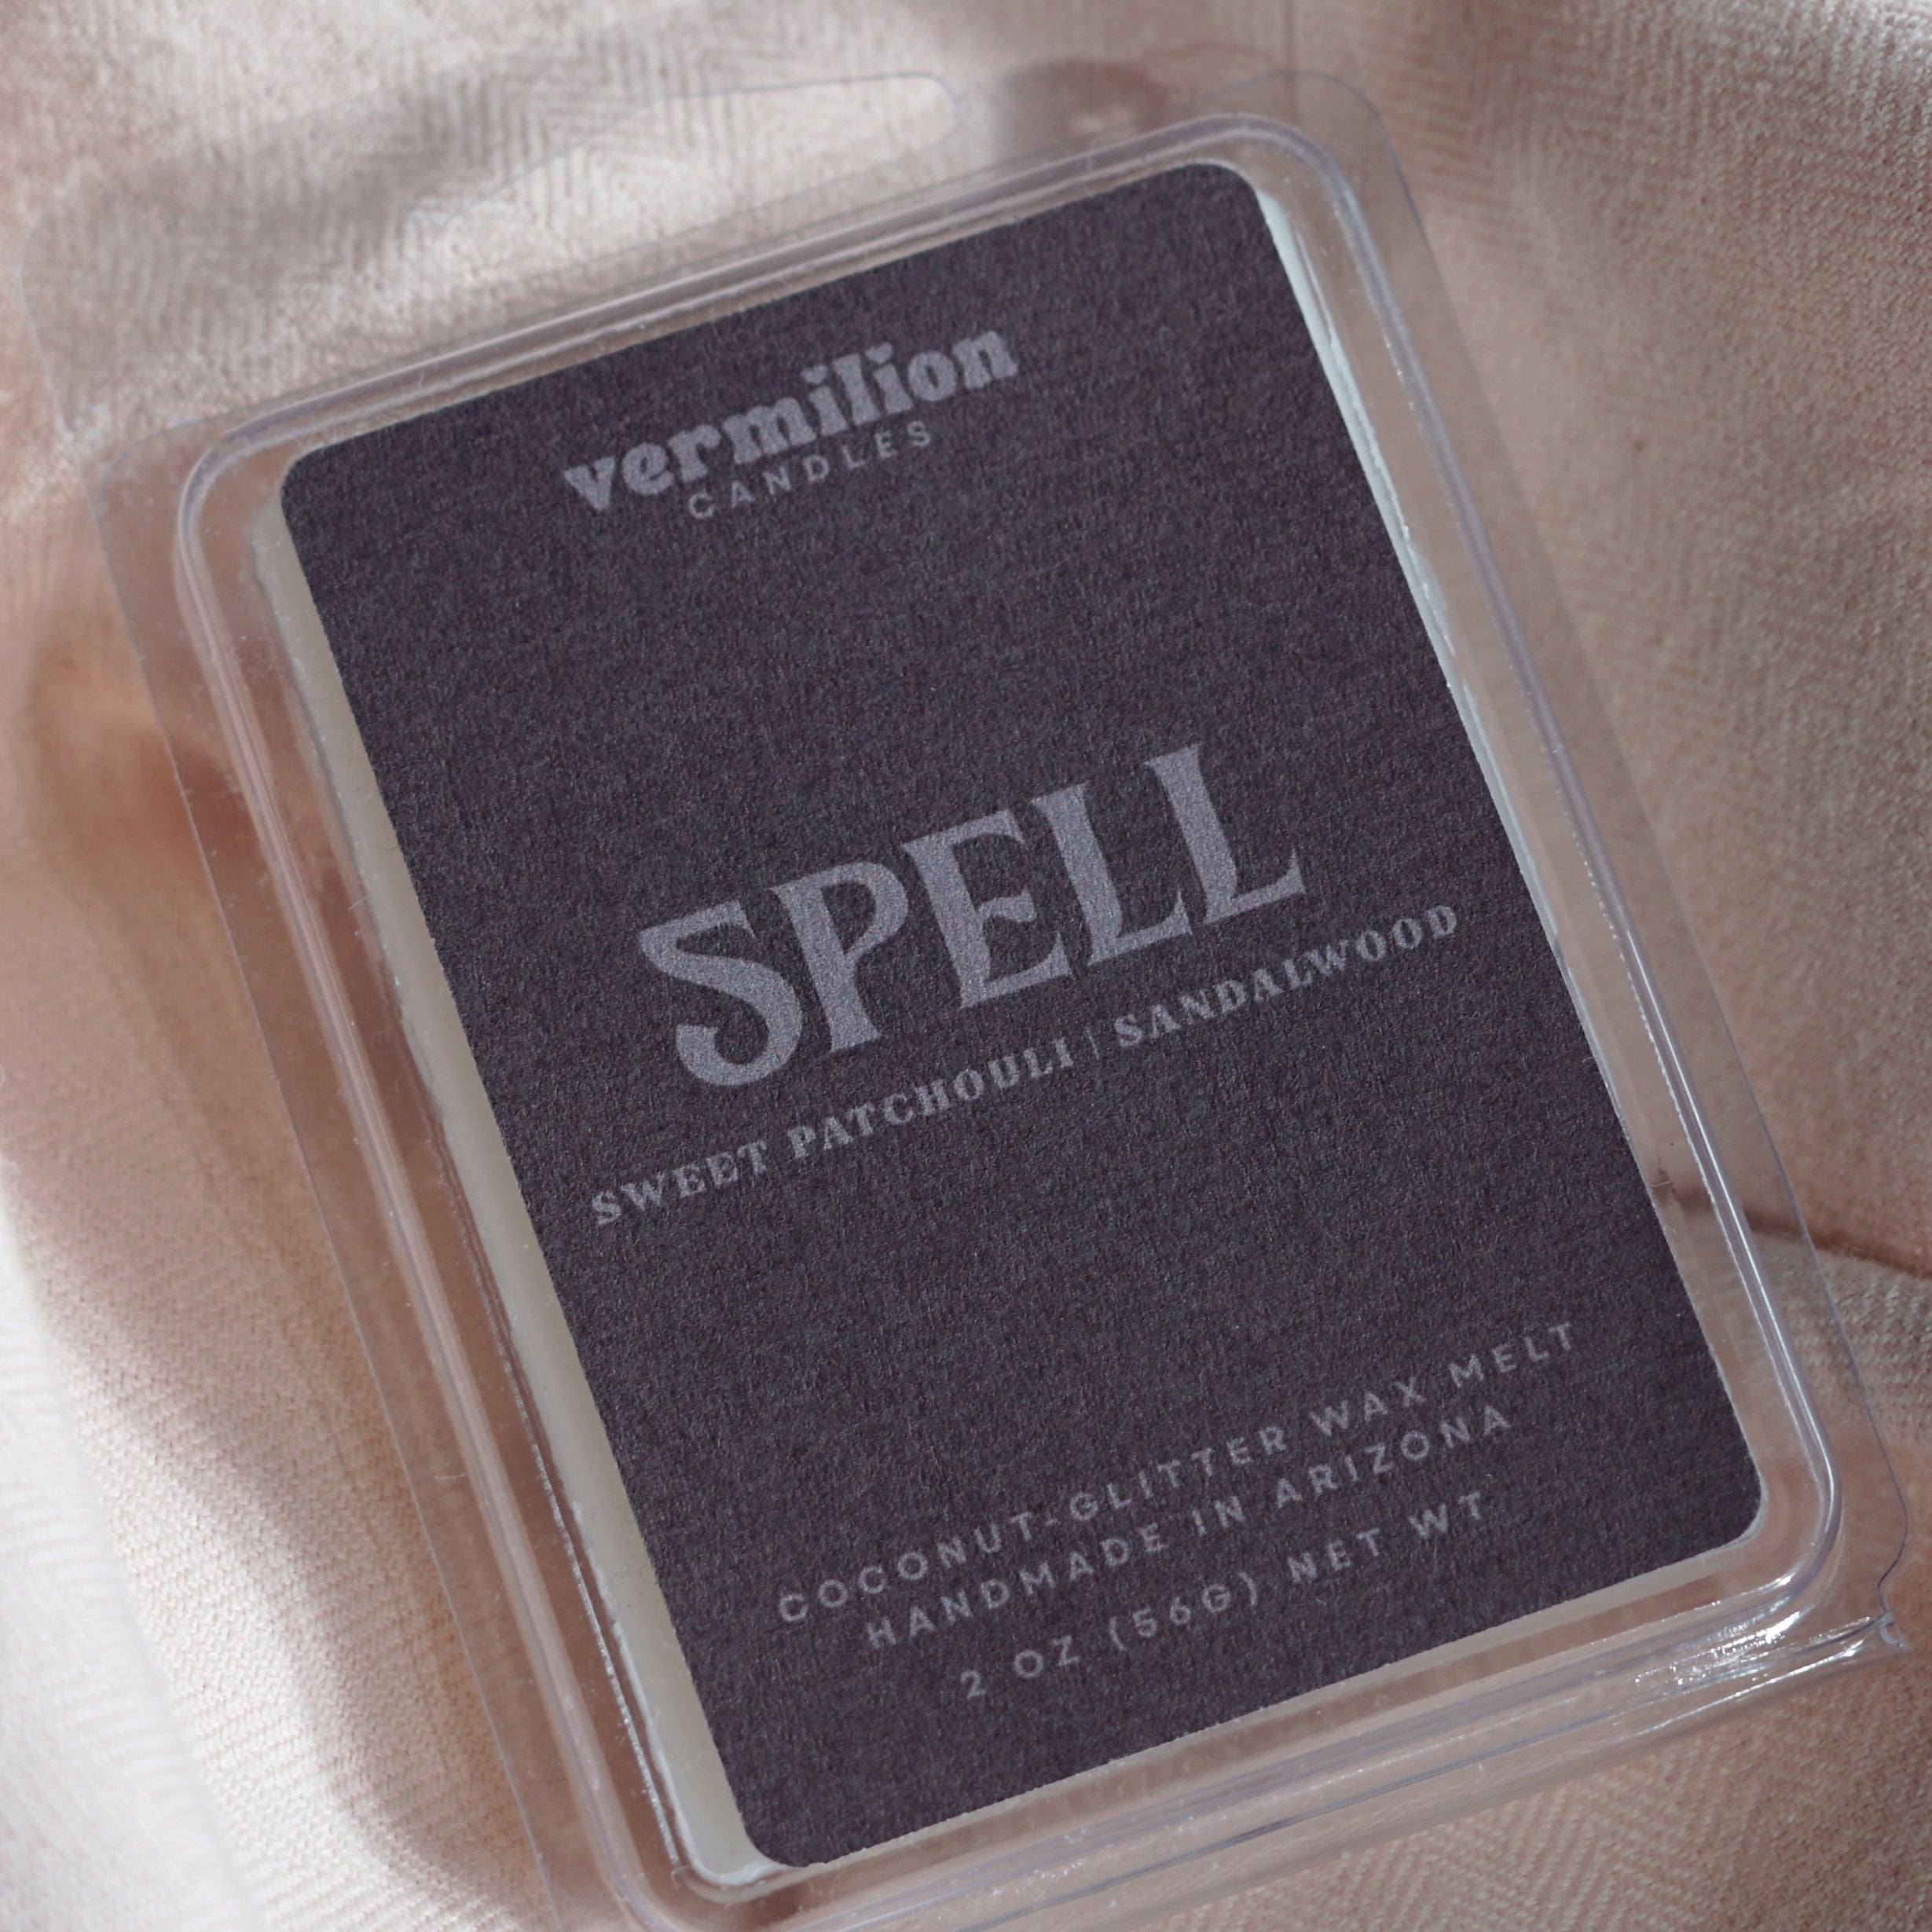 vermilion
CANDLES
SPELL
SWEET PATCHOULI | SANDALWOOD
COCONUT-GLITTER WAX MELT
HANDMADE IN ARIZONA
2 OZ (56G) NET WT